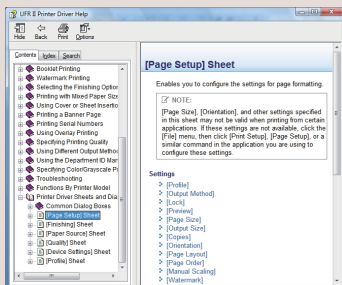 UFR II Printer Driver Help
Hide Back Print Options
Contents Index Search
Booklet Printing
Watermark Printing
Selecting the Finishing Option
Printing with Mixed Paper Size
Using Cover or Sheet Insertio
Printing a Banner Page
Printing Serial Numbers
Using Overlay Printing
Specifying Printing Quality
Using Different Output Method
Using the Department ID Man
Specifying Color/Grayscale Pr
Troubleshooting
Functions By Printer Model
Printer Driver Sheets and Dia
Common Dialog Boxes
[Page Setup] Sheet
[Finishing] Sheet
[Paper Source] Sheet
[Quality] Sheet
[Device Settings] Sheet
[Profile] Sheet
[Page Setup] Sheet
Enables you to configure the settings for page formatting.
NOTE:
[Page Size], [Orientation], and other settings specified
in this sheet may not be valid when printing from certain
applications. If these settings are not available, click the
[File] menu, then click [Print Setup], [Page Setup], or a
similar command in the application you are using to
configure these settings.
Settings
[Profile]
[Output Method]
[Lock]
[Preview]
[Page Size]
[Output Size]
[Copies]
[Orientation]
[Page Layout]
[Page Order]
[Manual Scaling]
[Watermark]